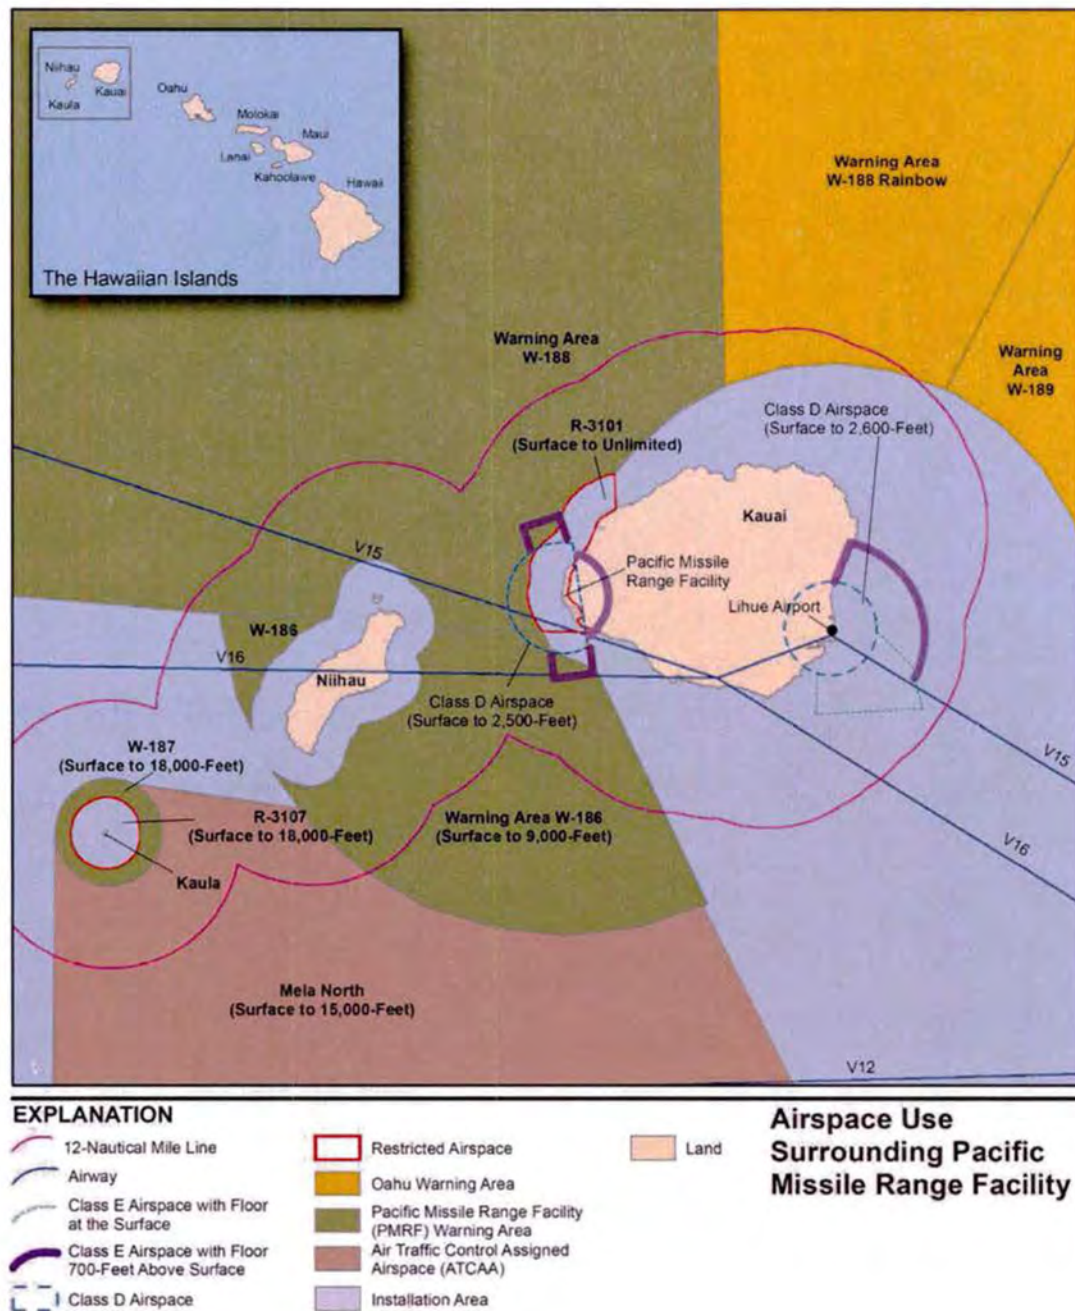 Niihau
Kauai
Kaula
Oahu
Molokai
Maui
Lanai
Kahoolawe
Hawaii
The Hawaiian Islands
Warning Area
W-188 Rainbow
Warning
Area
W-189
Warning Area
W-188
Class D Airspace
(Surface to 2,600-Feet)
R-3101
(Surface to Unlimited)
Kauai
V15
Pacific Missile
Range Facility
Lihue Airport
W-186
V16
Niihau
Class D Airspace
(Surface to 2,500-Feet)
W-187
(Surface to 18,000-Feet)
V15
R-3107
(Surface to 18,000-Feet)
Warning Area W-186
(Surface to 9,000-Feet)
V16
Kaula
Mela North
(Surface to 15,000-Feet)
V12
EXPLANATION
12-Nautical Mile Line
Airway
Class E Airspace with Floor
at the Surface
Class E Airspace with Floor
700-Feet Above Surface
Class D Airspace
Restricted Airspace
Oahu Warning Area
Pacific Missile Range Facility
(PMRF) Warning Area
Air Traffic Control Assigned
Airspace (ATCAA)
Installation Area
Land
Airspace Use
Surrounding Pacific
Missile Range Facility